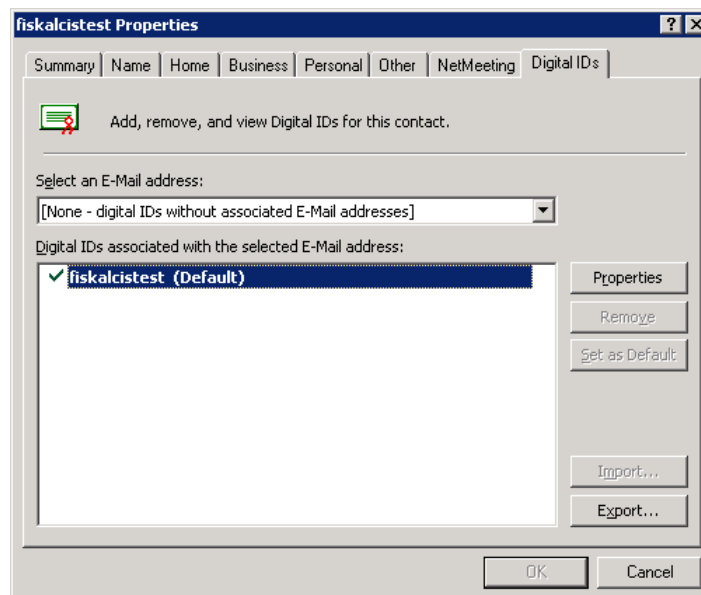 fiskalcistest Properties
Summary Name Home Business Personal Other NetMeeting Digital IDs
Add, remove, and view Digital IDs for this contact.
Select an E-Mail address:
[None - digital IDs without associated E-Mail addresses]
Digital IDs associated with the selected E-Mail address:
fiskalcistest (Default)
Properties
Remove
Set as Default
Import...
Export...
OK Cancel